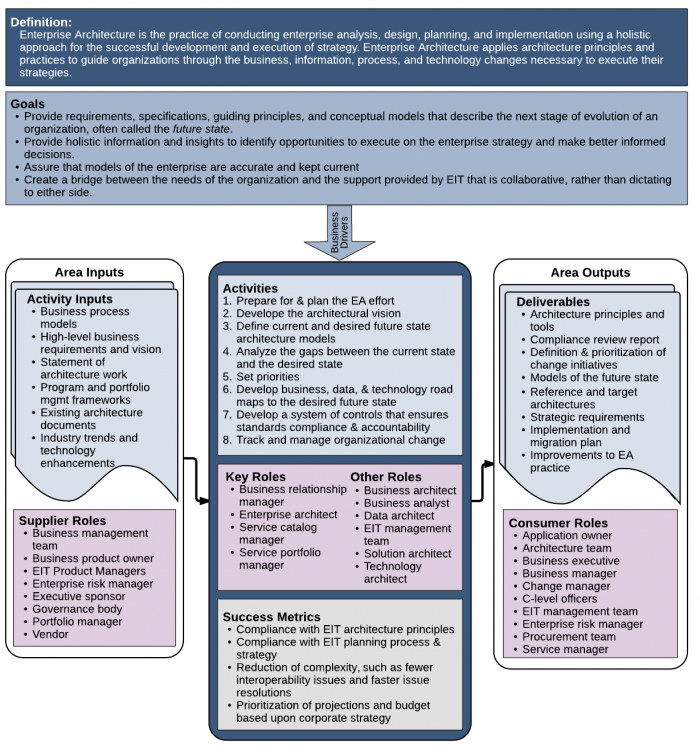 Definition:
Enterprise Architecture is the practice of conducting enterprise analysis, design, planning, and implementation using a holistic
approach for the successful development and execution of strategy. Enterprise Architecture applies architecture principles and
practices to guide organizations through the business, information, process, and technology changes necessary to execute their
strategies.
Goals
• Provide requirements, specifications, guiding principles, and conceptual models that describe the next stage of evolution of an
organization, often called the future state.
• Provide holistic information and insights to identify opportunities to execute on the enterprise strategy and make better informed
decisions.
• Assure that models of the enterprise are accurate and kept current
• Create a bridge between the needs of the organization and the support provided by EIT that is collaborative, rather than dictating
to either side.
Business
Drivers
Area Inputs
Activity Inputs
• Business process
models
• High-level business
requirements and vision
• Statement of
architecture work
• Program and portfolio
mgmt frameworks
• Existing architecture
documents
• Industry trends and
technology
enhancements
Supplier Roles
• Business management
team
• Business product owner
• EIT Product Managers
• Enterprise risk manager
• Executive sponsor
• Governance body
• Portfolio manager
• Vendor
Activities
1. Prepare for & plan the EA effort
2. Develope the architectural vision
3. Define current and desired future state
architecture models
4. Analyze the gaps between the current state
and the desired state
5. Set priorities
6. Develop business, data, & technology road
maps to the desired future state
7. Develop a system of controls that ensures
standards compliance & accountability
8. Track and manage organizational change
Key Roles
• Business relationship
manager
• Enterprise architect
• Service catalog
manager
• Service portfolio
manager
Other Roles
• Business architect
• Business analyst
• Data architect
• EIT management
team
• Solution architect
• Technology
architect
Success Metrics
• Compliance with EIT architecture principles
• Compliance with EIT planning process &
strategy
• Reduction of complexity, such as fewer
interoperability issues and faster issue
resolutions
• Prioritization of projections and budget
based upon corporate strategy
Area Outputs
Deliverables
• Architecture principles and
tools
• Compliance review report
• Definition & prioritization of
change initiatives
• Models of the future state
• Reference and target
architectures
• Strategic requirements
• Implementation and
migration plan
• Improvements to EA
practice
Consumer Roles
• Application owner
• Architecture team
• Business executive
• Business manager
• Change manager
• C-level officers
• EIT management team
• Enterprise risk manager
• Procurement team
• Service manager